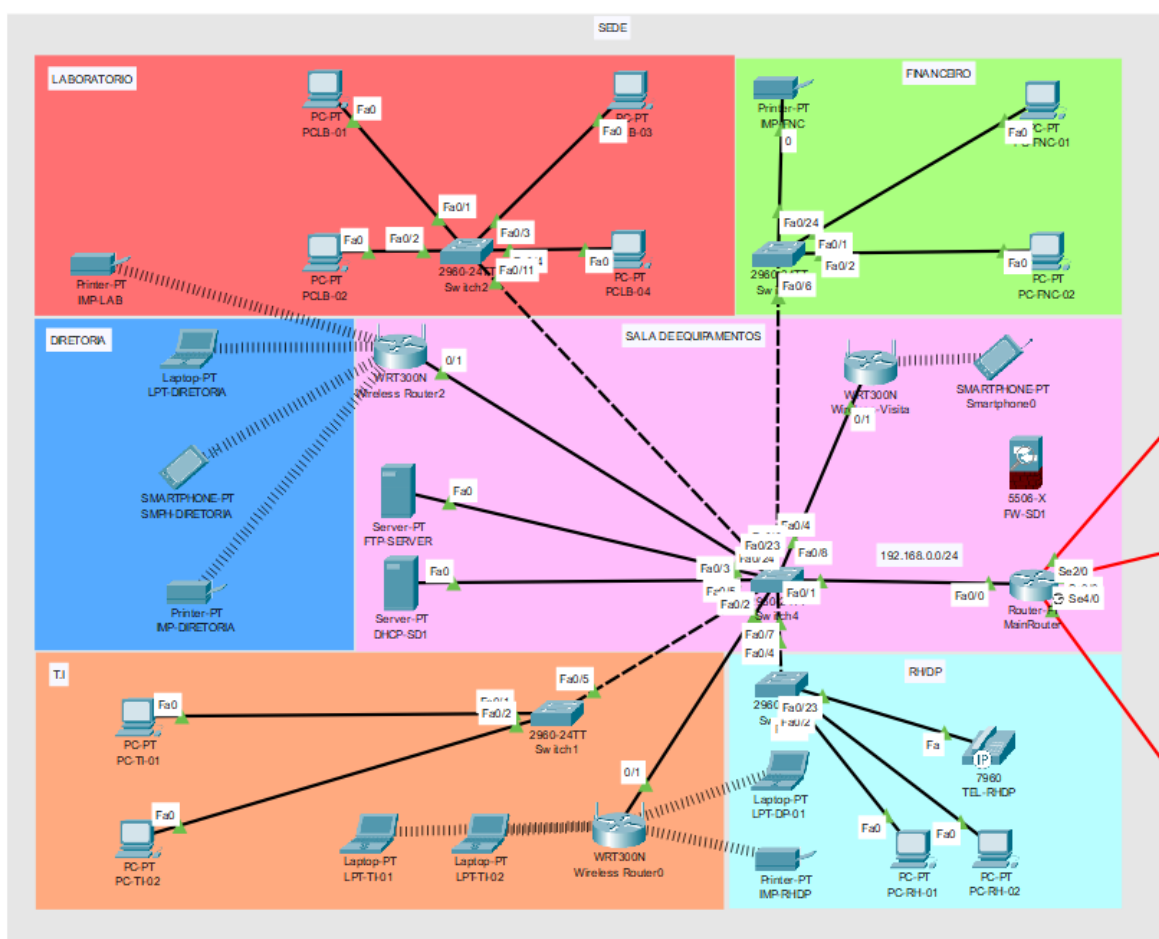 SEDE
LABORATORIO
PC-PT
PCLB-01
Fa0
PC-PT
Fa0
Fa0/1
Fa0/3
Fa0
Fa0/2
Fa0/11
Fa0
PC-PT
PCLB-02
2960-24TT
Switch2
PC-PT
PCLB-04
Printer-PT
IMP-LAB
FINANCEIRO
Printer-PT
0
Fa0
Fa0/24
Fa0/1
Fa0/2
Fa0/6
Fa0
PC-PT
PC-FNC-02
DIRETORIA
Laptop-PT
LPT-DIRETORIA
SMARTPHONE-PT
SMPH-DIRETORIA
Printer-PT
IMP-DIRETORIA
SALA DE EQUIPAMENTOS
WRT300N
Wireless Router2
0/1
WRT300N
0/1
SMARTPHONE-PT
Smartphone0
5506-X
FW-SD1
Fa0
Server-PT
FTP-SERVER
Fa0
Server-PT
DHCP-SD1
Fa0/4
Fa0/23
Fa0/8
Fa0/3
Fa0/2
Fa0/1
Switch4
Fa0/7
Fa0/4
192.168.0.0/24
Fa0/0
Se2/0
Se4/0
MainRouter
T.I
Fa0
PC-PT
PC-TI-01
Fa0
PC-PT
PC-TI-02
Fa0/5
Fa0/2
2960-24TT
Switch1
0/1
Laptop-PT
LPT-TI-01
Laptop-PT
LPT-TI-02
WRT300N
Wireless Router0
RH/DP
Fa0/23
Fa
IP
7960
TEL-RHDP
Laptop-PT
LPT-DP-01
Printer-PT
IMP-RHDP
Fa0
Fa0
PC-PT
PC-RH-01
PC-PT
PC-RH-02